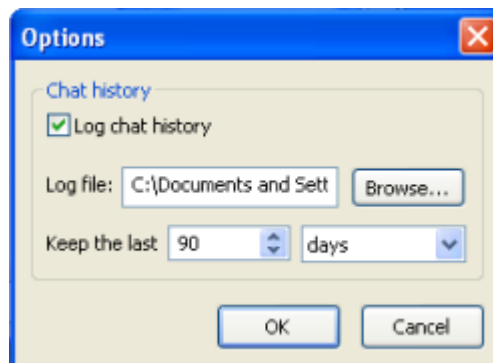 Options
Chat history
Log chat history
Log file: C:\Documents and Sett Browse...
Keep the last 90 days
OK Cancel